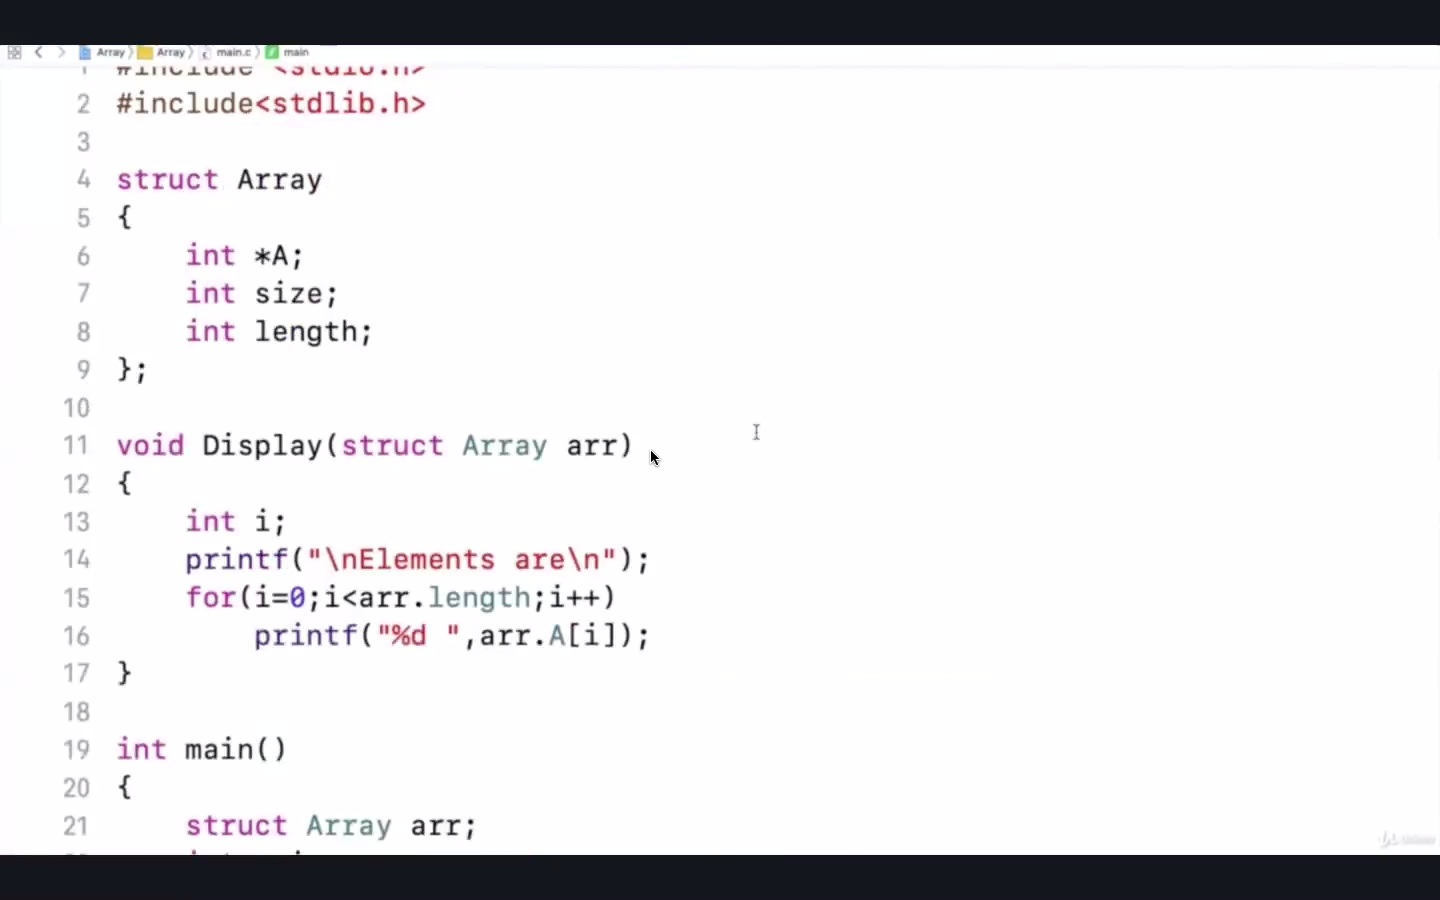 Array › Array › main.c › main
1 #include <stdio.h>
2 #include<stdlib.h>
3
4 struct Array
5 {
6 int *A;
7 int size;
8 int length;
9 };
10
11 void Display(struct Array arr)
12 {
13 int i;
14 printf("\nElements are\n");
15 for(i=0;i<arr.length;i++)
16 printf("%d ",arr.A[i]);
17 }
18
19 int main()
20 {
21 struct Array arr;